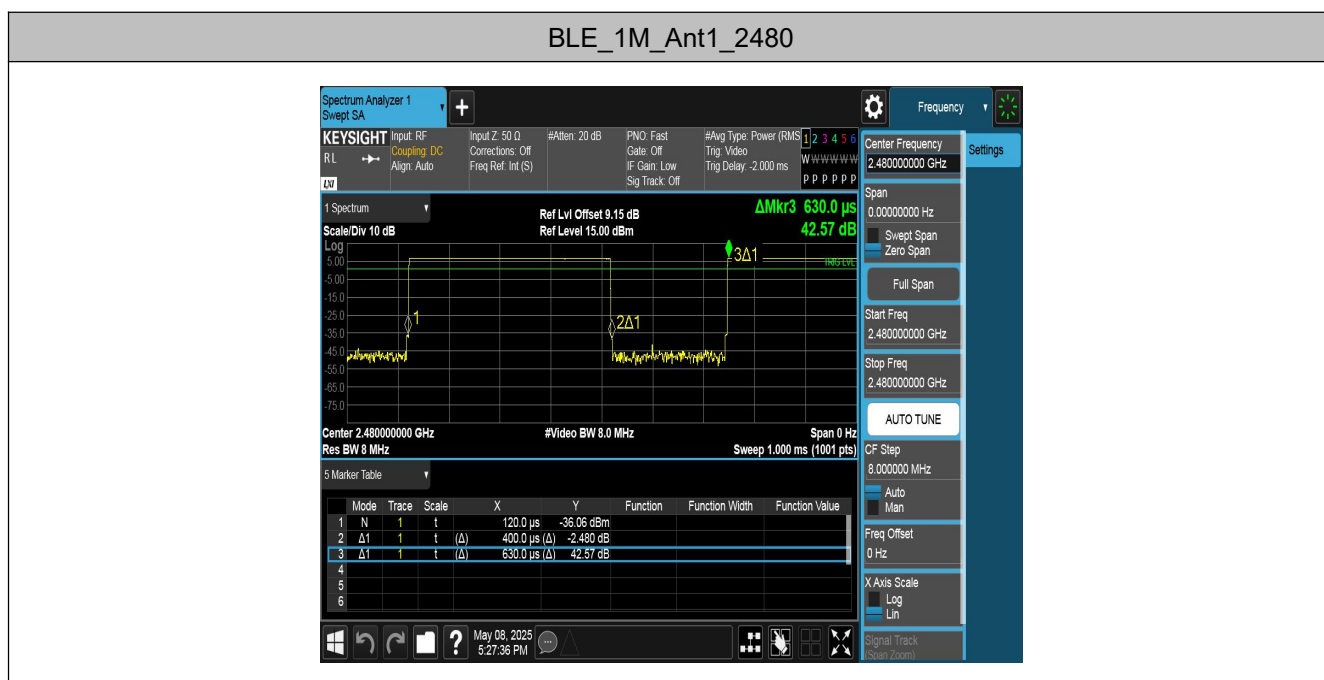 BLE_1M_Ant1_2480
Spectrum Analyzer 1
Swept SA
+
Frequency
KEYSIGHT
RL
LXI
Input: RF
Coupling: DC
Align: Auto
Input Z: 50 Ω
Corrections: Off
Freq Ref: Int (S)
#Atten: 20 dB
PNO: Fast
Gate: Off
IF Gain: Low
Sig Track: Off
#Avg Type: Power (RMS
Trig: Video
Trig Delay: -2.000 ms
1 2 3 4 5 6
W W W W W W
P P P P P P
1 Spectrum
Scale/Div 10 dB
Ref Lvl Offset 9.15 dB
Ref Level 15.00 dBm
ΔMkr3 630.0 µs
42.57 dB
Log
5.00
-5.00
-15.0
-25.0
-35.0
-45.0
-55.0
-65.0
-75.0
1
2Δ1
3Δ1
TRIG LVL
Center 2.480000000 GHz
Res BW 8 MHz
#Video BW 8.0 MHz
Span 0 Hz
Sweep 1.000 ms (1001 pts)
5 Marker Table
Mode Trace Scale X Y Function Function Width Function Value
1 N 1 t 120.0 µs -36.06 dBm
2 Δ1 1 t (Δ) 400.0 µs (Δ) -2.480 dB
3 Δ1 1 t (Δ) 630.0 µs (Δ) 42.57 dB
4
5
6
May 08, 2025
5:27:36 PM
?
Center Frequency
2.480000000 GHz
Settings
Span
0.00000000 Hz
Swept Span
Zero Span
Full Span
Start Freq
2.480000000 GHz
Stop Freq
2.480000000 GHz
AUTO TUNE
CF Step
8.000000 MHz
Auto
Man
Freq Offset
0 Hz
X Axis Scale
Log
Lin
Signal Track
(Span Zoom)